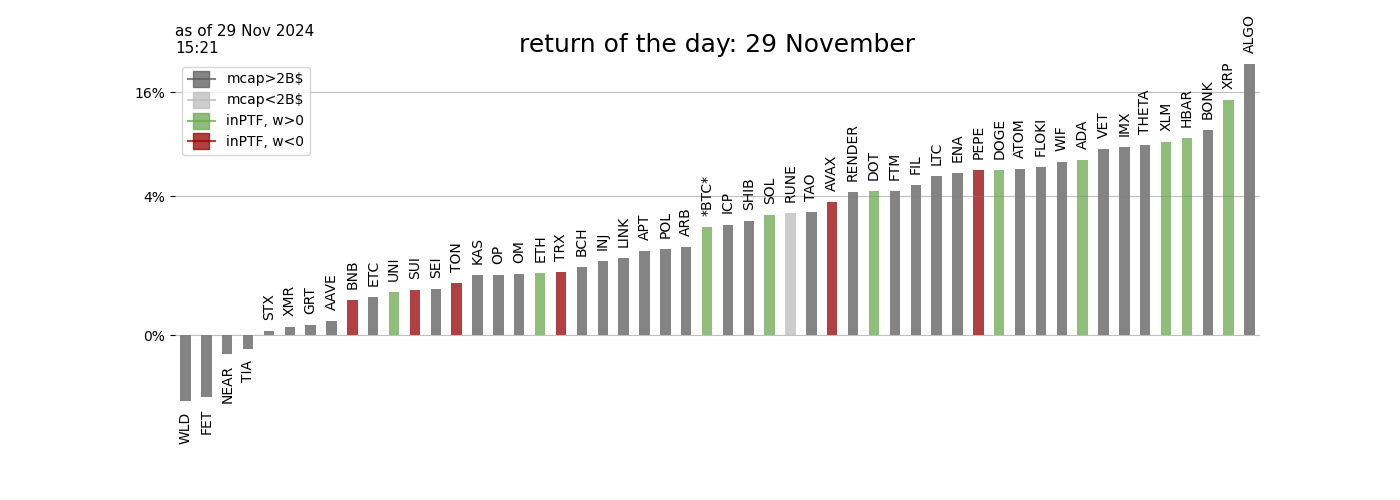 as of 29 Nov 2024
15:21
return of the day: 29 November
mcap>2B$
mcap<2B$
inPTF, w>0
inPTF, w<0
16%
4%
0%
WLD
FET
NEAR
TIA
STX
XMR
GRT
AAVE
BNB
ETC
UNI
SUI
SEI
TON
KAS
OP
OM
ETH
TRX
BCH
INJ
LINK
APT
POL
ARB
*BTC*
ICP
SHIB
SOL
RUNE
TAO
AVAX
RENDER
DOT
FTM
FIL
LTC
ENA
PEPE
DOGE
ATOM
FLOKI
WIF
ADA
VET
IMX
THETA
XLM
HBAR
BONK
XRP
ALGO